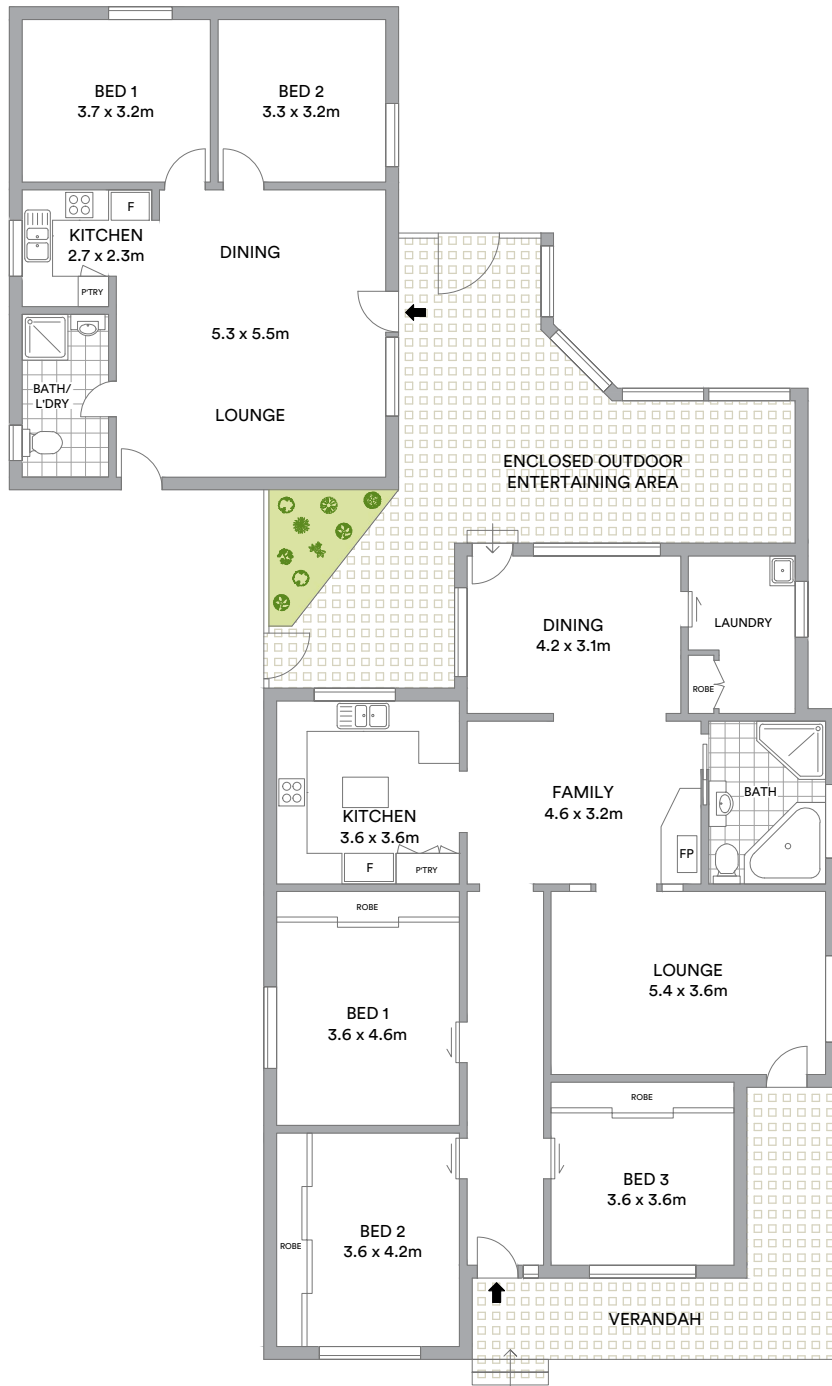 BED 1
3.7 x 3.2m
BED 2
3.3 x 3.2m
F
KITCHEN
2.7 x 2.3m
P'TRY
DINING
5.3 x 5.5m
LOUNGE
BATH/
L'DRY
ENCLOSED OUTDOOR
ENTERTAINING AREA
DINING
4.2 x 3.1m
LAUNDRY
ROBE
KITCHEN
3.6 x 3.6m
F
P'TRY
FAMILY
4.6 x 3.2m
FP
BATH
ROBE
BED 1
3.6 x 4.6m
LOUNGE
5.4 x 3.6m
ROBE
BED 3
3.6 x 3.6m
ROBE
BED 2
3.6 x 4.2m
VERANDAH